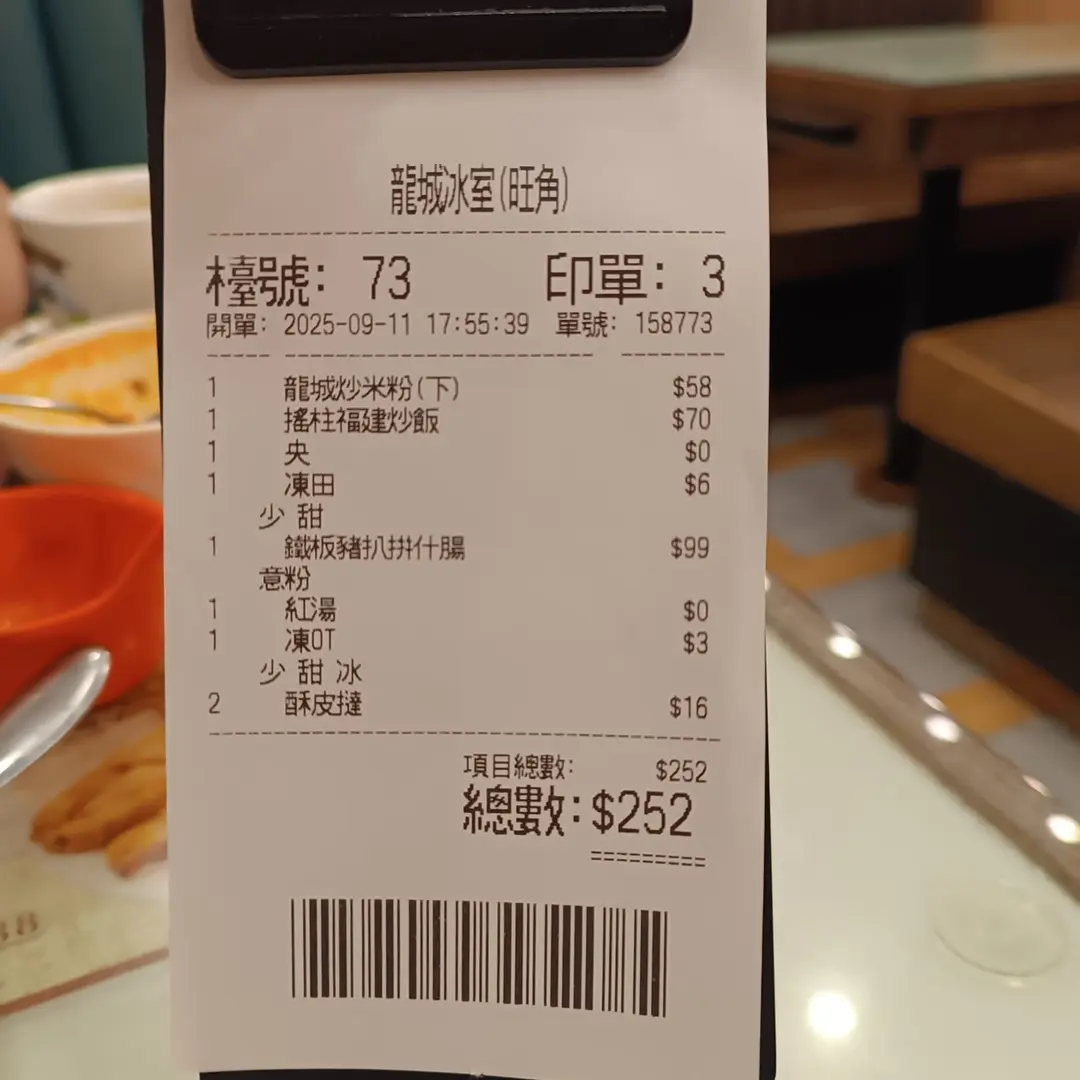 龍城冰室(旺角)
檯號: 73 印單: 3
開單: 2025-09-11 17:55:39 單號: 158773
1 龍城炒米粉(下) $58
1 搖柱福建炒飯 $70
1 央 $0
1 凍田 $6
少 甜
1 鐵板豬扒拼什腸 $99
意粉
1 紅湯 $0
1 凍OT $3
少 甜 冰
2 酥皮撻 $16
項目總數: $252
總數:$252